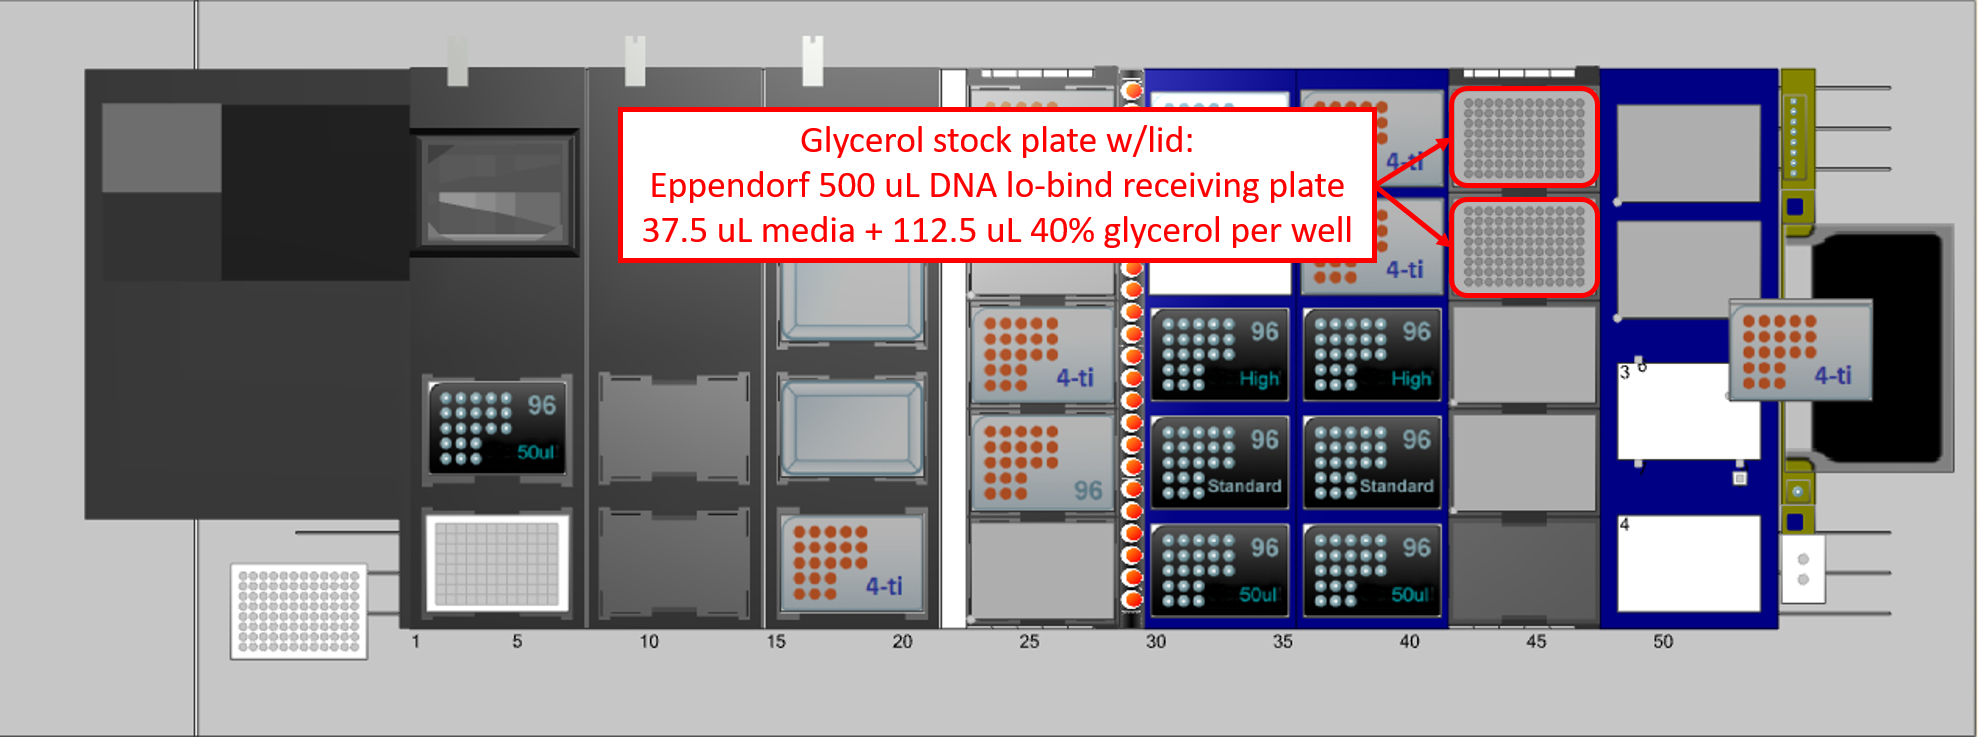 Glycerol stock plate w/lid:
Eppendorf 500 uL DNA lo-bind receiving plate
37.5 uL media + 112.5 uL 40% glycerol per well
4-ti
4-ti
4-ti
96
High
96
High
3 6
4-ti
96
50ul
96
96
Standard
96
Standard
4-ti
96
50ul
96
50ul
4
1 5 10 15 20 25 30 35 40 45 50